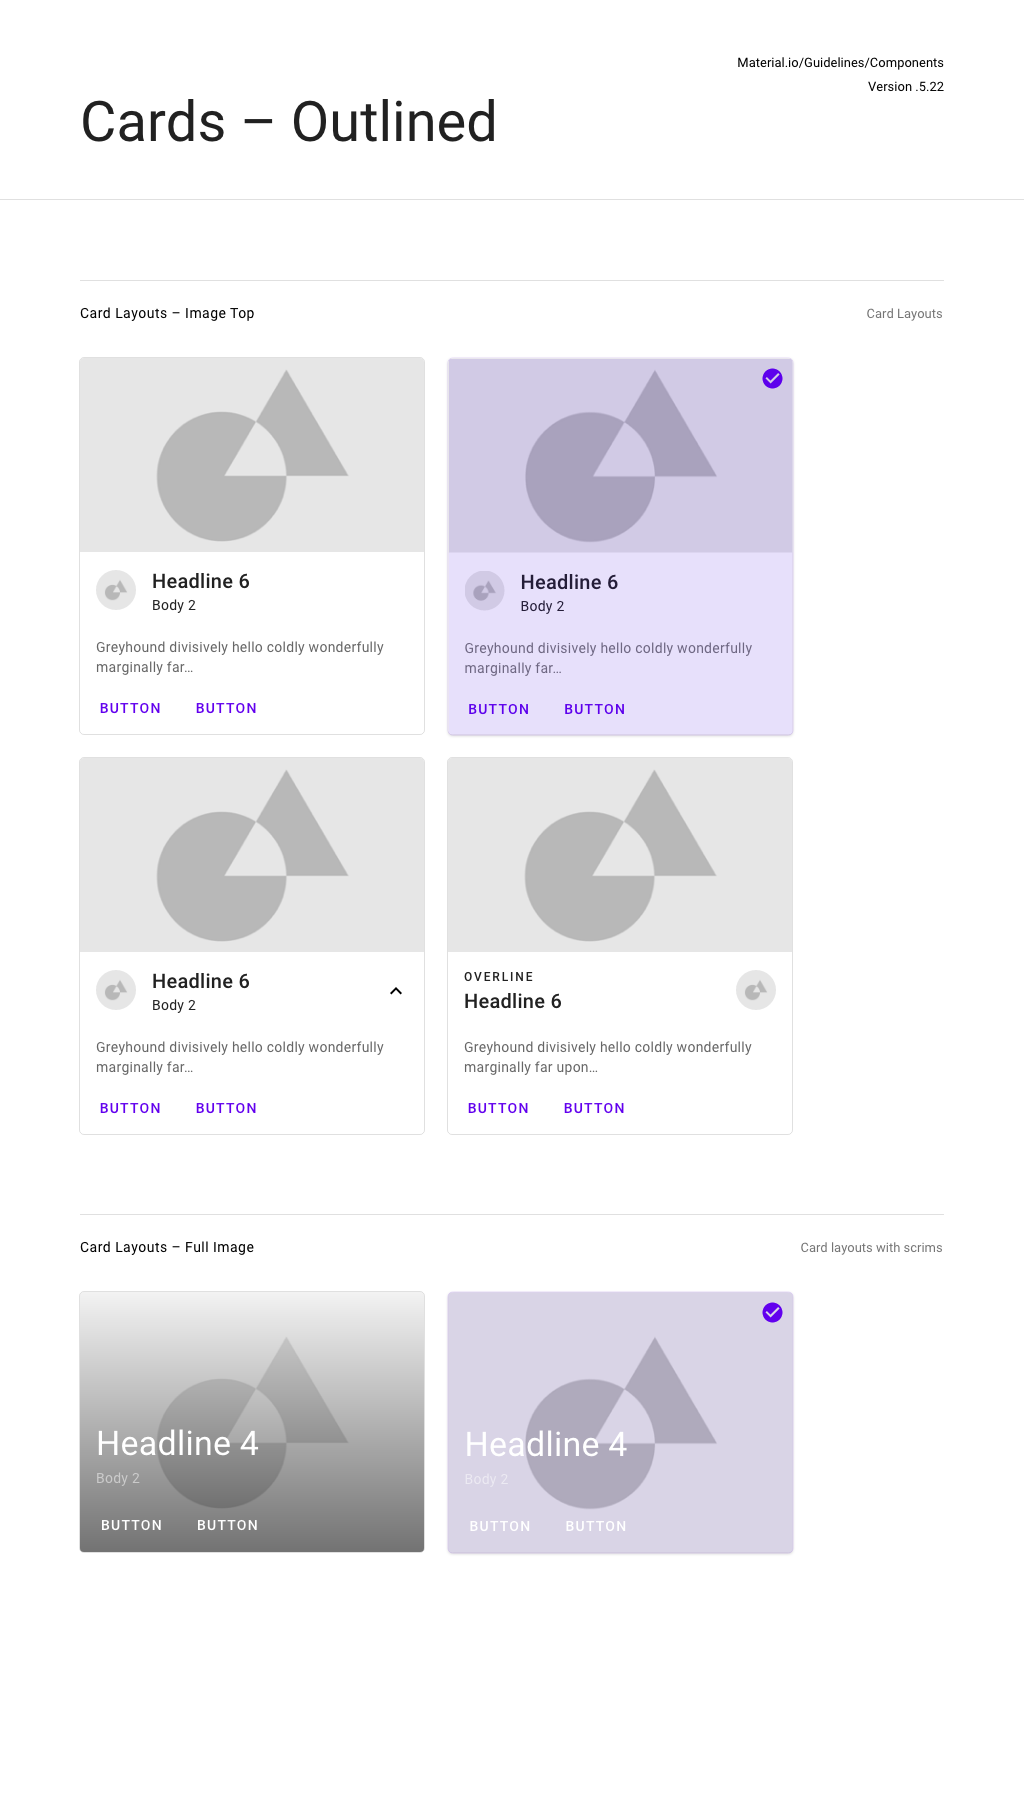 Material.io/Guidelines/Components
Version .5.22
Cards – Outlined
Card Layouts – Image Top
Card Layouts
Headline 6
Body 2
Greyhound divisively hello coldly wonderfully
marginally far...
BUTTON BUTTON
Headline 6
Body 2
Greyhound divisively hello coldly wonderfully
marginally far...
BUTTON BUTTON
Headline 6
Body 2
Greyhound divisively hello coldly wonderfully
marginally far...
BUTTON BUTTON
OVERLINE
Headline 6
Greyhound divisively hello coldly wonderfully
marginally far upon...
BUTTON BUTTON
Card Layouts – Full Image
Card layouts with scrims
Headline 4
Body 2
BUTTON BUTTON
Headline 4
Body 2
BUTTON BUTTON